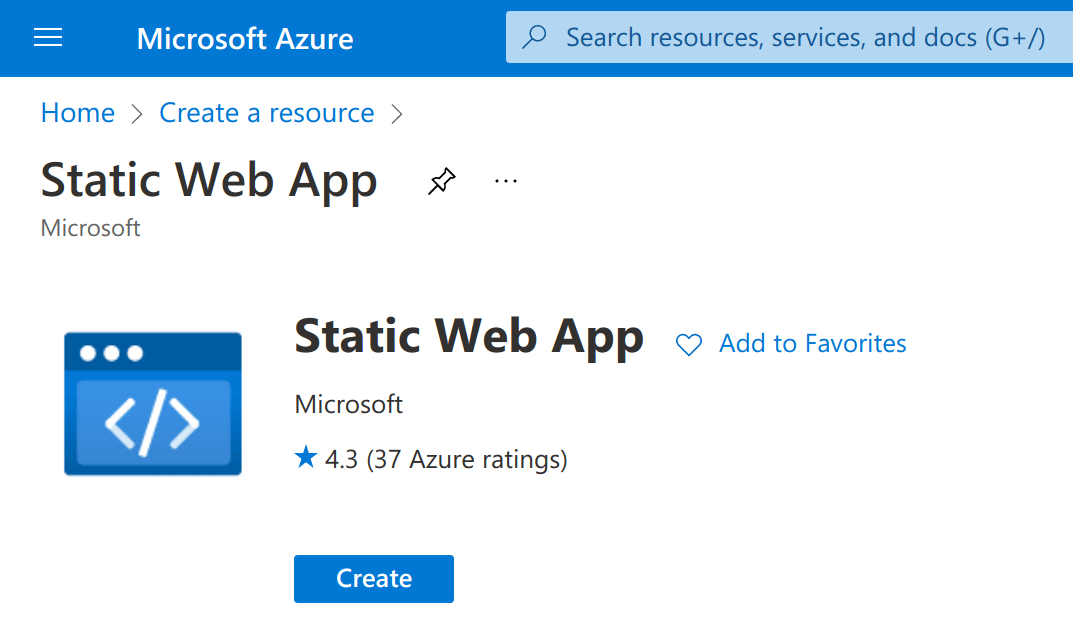 Microsoft Azure
Search resources, services, and docs (G+/)
Home > Create a resource >
Static Web App ...
Microsoft
Static Web App
Add to Favorites
Microsoft
★ 4.3 (37 Azure ratings)
Create